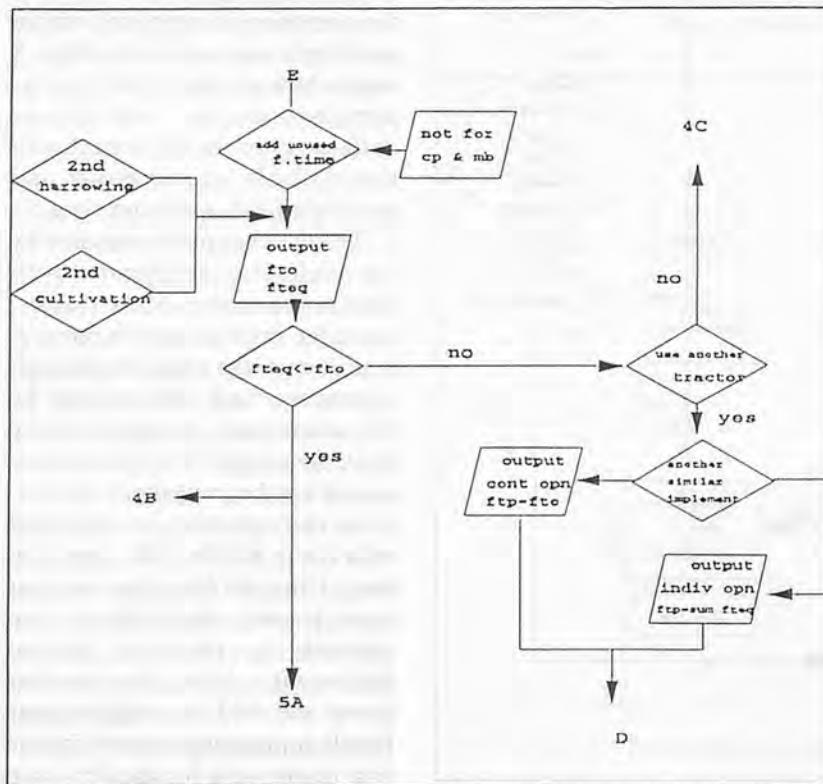 E
add unused
f.time
not for
cp & mb
2nd
harrowing
output
fto
fteq
2nd
cultivation
fteq<-fto
no
yes
4B
5A
4C
no
use another
tractor
yes
another
similar
implement
output
cont opn
ftp-fto
output
indiv opn
ftp-sum fteq
D